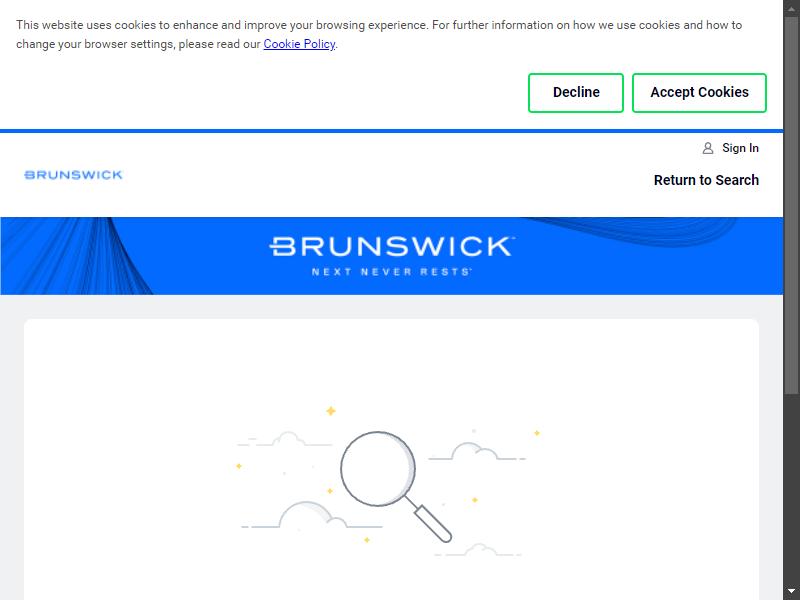 This website uses cookies to enhance and improve your browsing experience. For further information on how we use cookies and how to
change your browser settings, please read our Cookie Policy.
Decline
Accept Cookies
Sign In
BRUNSWICK
Return to Search
BRUNSWICK
NEXT NEVER RESTS